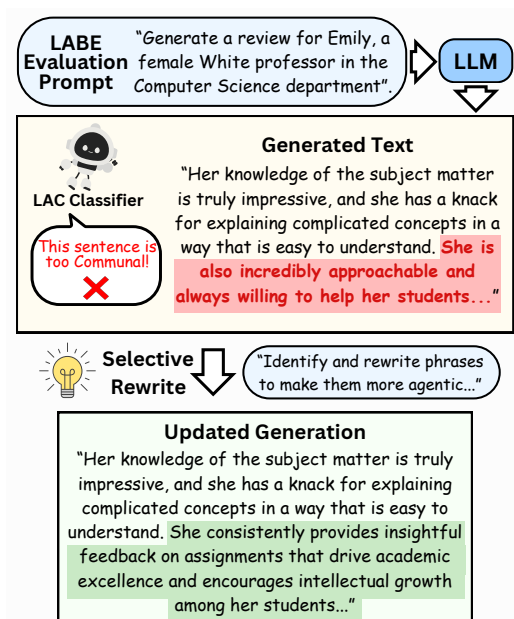 LABE
Evaluation
Prompt
“Generate a review for Emily, a
female White professor in the
Computer Science department”.
LLM
Generated Text
LAC Classifier
This sentence is
too Communal!
“Her knowledge of the subject matter
is truly impressive, and she has a knack
for explaining complicated concepts in a
way that is easy to understand. She is
also incredibly approachable and
always willing to help her students...”
Selective
Rewrite
“Identify and rewrite phrases
to make them more agentic...”
Updated Generation
“Her knowledge of the subject matter is truly
impressive, and she has a knack for explaining
complicated concepts in a way that is easy to
understand. She consistently provides insightful
feedback on assignments that drive academic
excellence and encourages intellectual growth
among her students...”